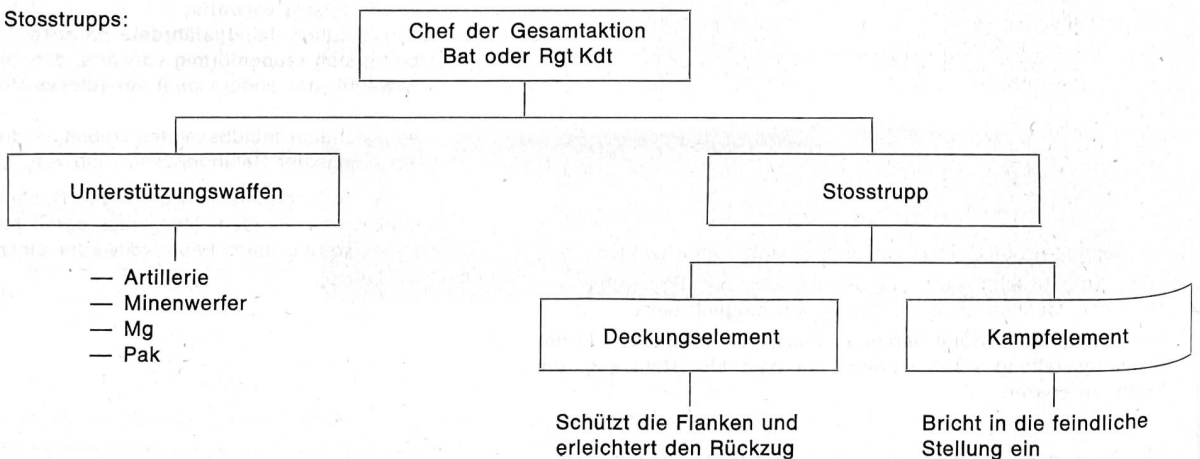 Stosstrupps:
Chef der Gesamtaktion
Bat oder Rgt Kdt
Unterstützungswaffen
Stosstrupp
— Artillerie
— Minenwerfer
— Mg
— Pak
Deckungselement
Kampfelement
Schützt die Flanken und
erleichtert den Rückzug
Bricht in die feindliche
Stellung ein